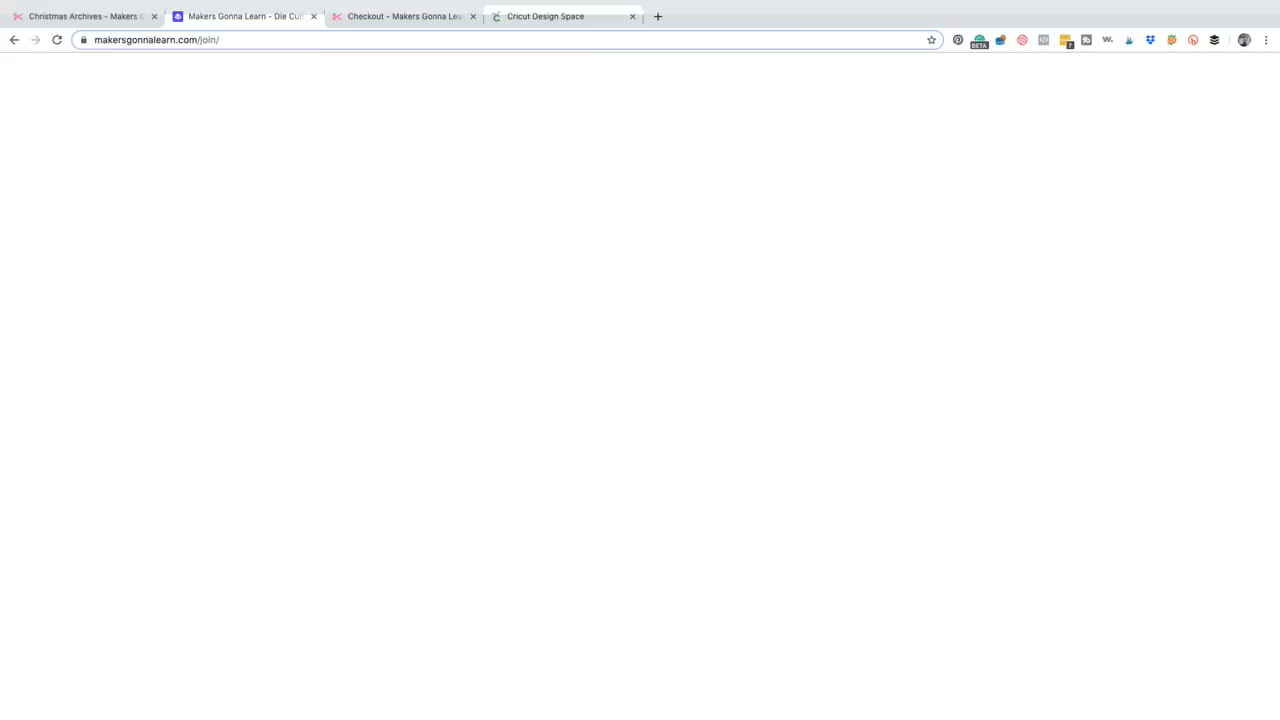 Christmas Archives - Makers
Makers Gonna Learn - Die Cut
Checkout - Makers Gonna Lea
Cricut Design Space
makersgonnalearn.com/join/
BETA
7
W.